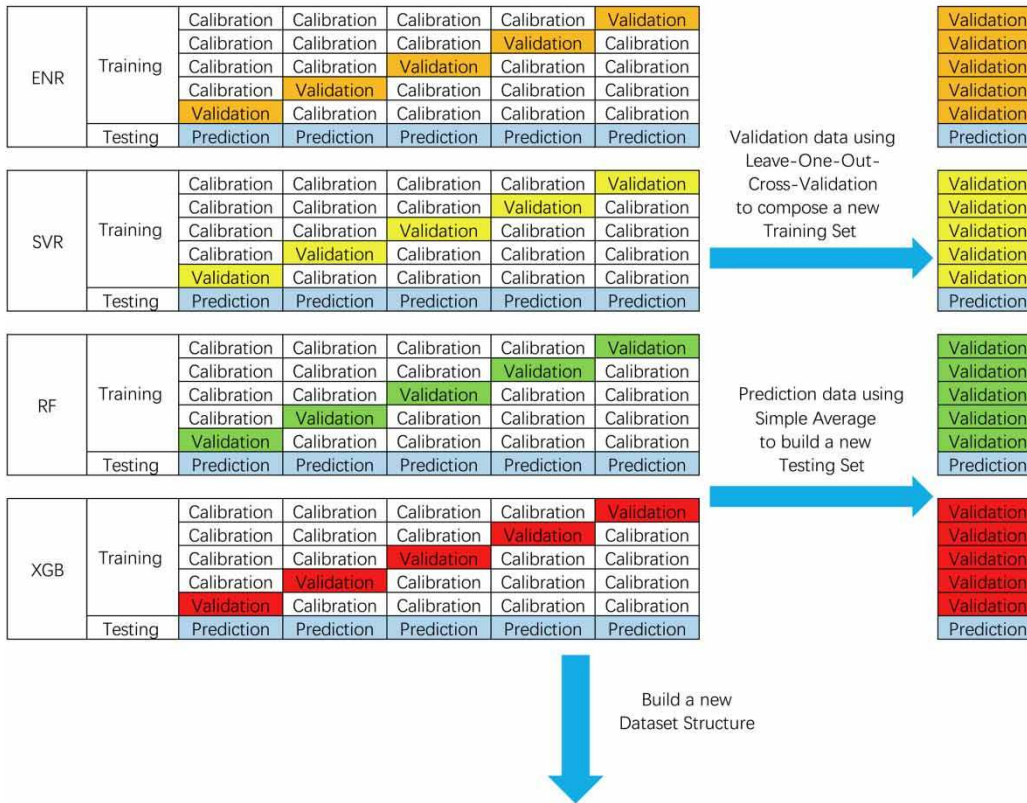 Calibration Calibration Calibration Calibration Validation Validation
Calibration Calibration Calibration Validation Calibration Validation
ENR Training Calibration Calibration Validation Calibration Calibration Validation
Calibration Validation Calibration Calibration Calibration Validation
Validation Calibration Calibration Calibration Calibration Validation
Testing Prediction Prediction Prediction Prediction Prediction Prediction
Validation data using
Leave-One-Out-
Cross-Validation
to compose a new
Training Set
Calibration Calibration Calibration Calibration Validation Validation
Calibration Calibration Calibration Validation Calibration Validation
SVR Training Calibration Calibration Validation Calibration Calibration Validation
Calibration Validation Calibration Calibration Calibration Validation
Validation Calibration Calibration Calibration Calibration Validation
Testing Prediction Prediction Prediction Prediction Prediction Prediction
Calibration Calibration Calibration Calibration Validation Validation
Calibration Calibration Calibration Validation Calibration Validation
RF Training Calibration Calibration Validation Calibration Calibration Validation
Calibration Validation Calibration Calibration Calibration Validation
Validation Calibration Calibration Calibration Calibration Validation
Testing Prediction Prediction Prediction Prediction Prediction Prediction
Prediction data using
Simple Average
to build a new
Testing Set
Calibration Calibration Calibration Calibration Validation Validation
Calibration Calibration Calibration Validation Calibration Validation
XGB Training Calibration Calibration Validation Calibration Calibration Validation
Calibration Validation Calibration Calibration Calibration Validation
Validation Calibration Calibration Calibration Calibration Validation
Testing Prediction Prediction Prediction Prediction Prediction Prediction
Build a new
Dataset Structure